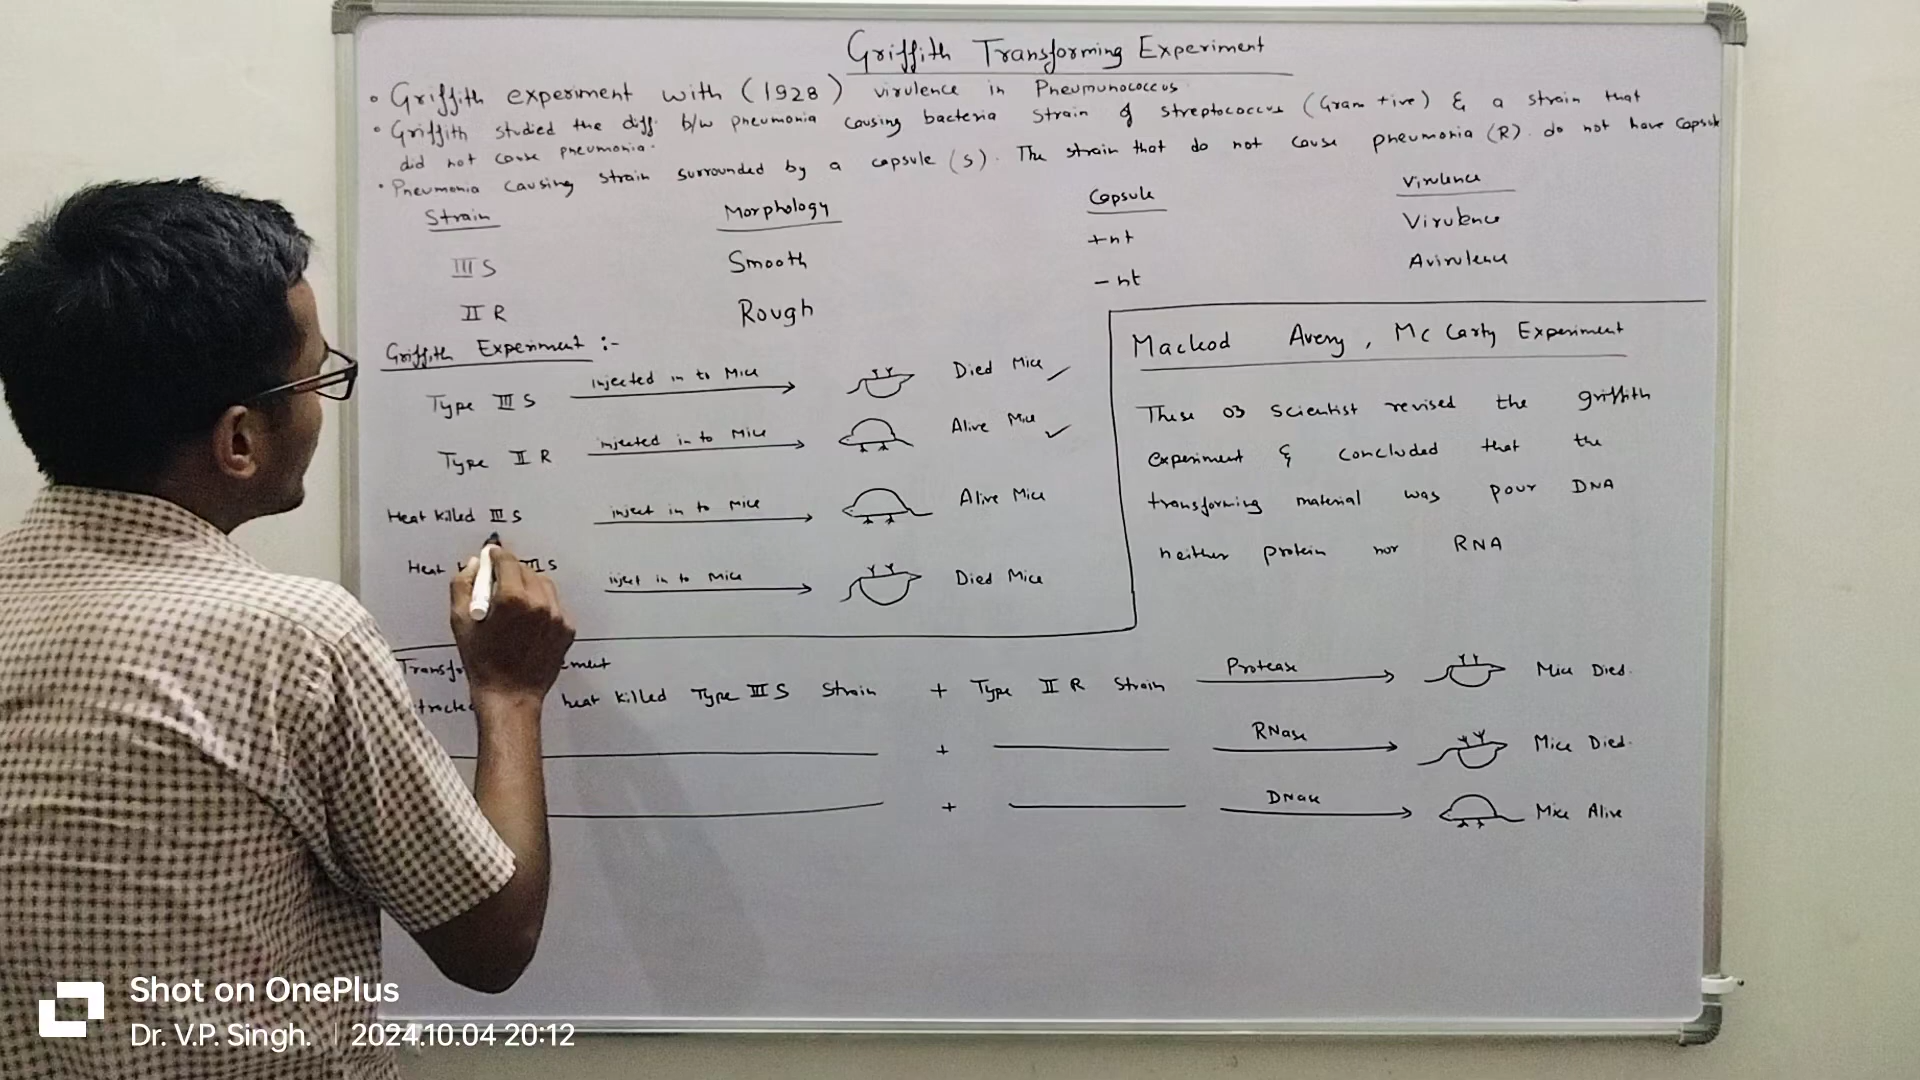 Griffith Transforming Experiment
• Griffith experiment with (1928) virulence in Pneumunococcus
• Griffith studied the diff. b/w pneumonia causing bacteria strain of streptococcus (Gram +ive) & a strain that
did not cause pneumonia.
• Pneumonia causing strain surrounded by a capsule (S). The strain that do not cause pneumonia (R). do not have capsule
Strain Morphology Capsule Virulence
III S Smooth +nt Virulence
II R Rough -nt Avirulence
Griffith Experiment :-
Type III S injected in to Mice Died Mice ✓
Type II R injected in to Mice Alive Mice ✓
Heat Killed III S inject in to Mice Alive Mice
Heat III S inject in to Mice Died Mice
Macleod Avery, Mc Carty Experiment
These 03 Scientist revised the griffith
experiment & concluded that the
transforming material was pour DNA
neither protein nor RNA
heat killed Type III S Strain + Type II R Strain Protease Mice Died.
+ RNase Mice Died.
+ DNase Mice Alive
Shot on OnePlus
Dr. V.P. Singh. | 2024.10.04 20:12